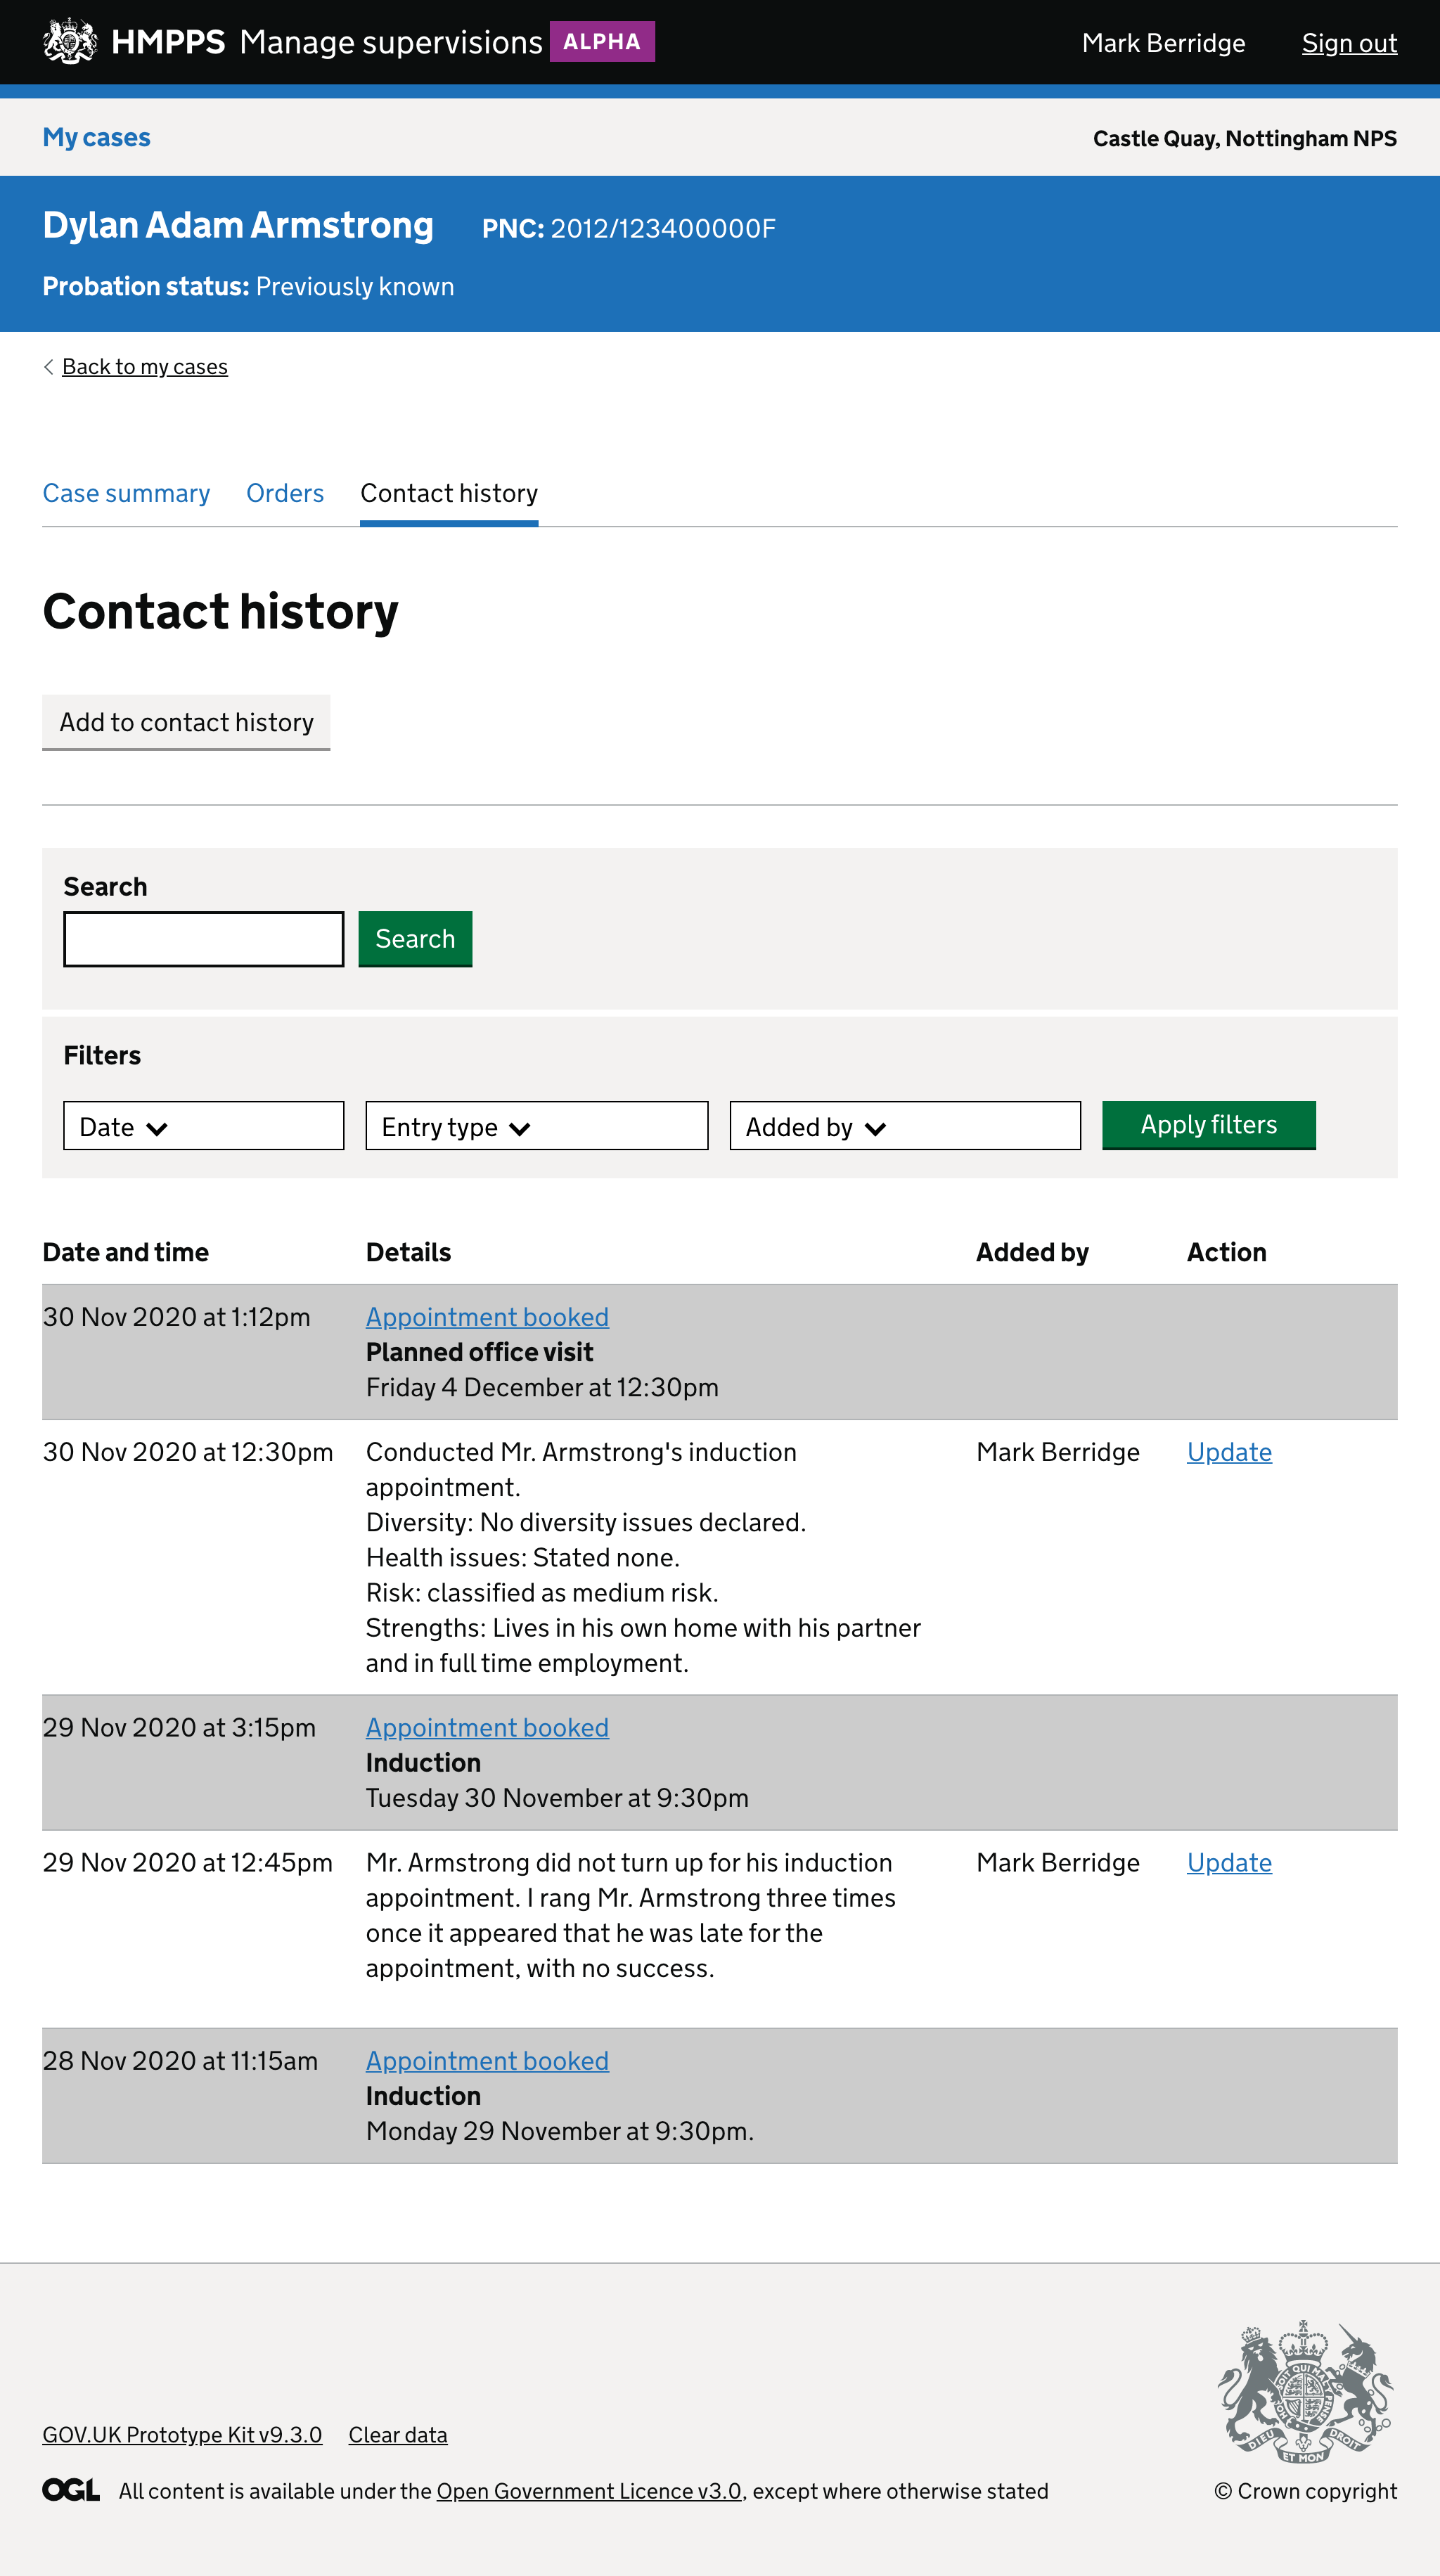 HMPPS Manage supervisions ALPHA Mark Berridge Sign out
My cases Castle Quay, Nottingham NPS
Dylan Adam Armstrong PNC: 2012/123400000F
Probation status: Previously known
Back to my cases
Case summary Orders Contact history
Contact history
Add to contact history
Search
Search
Filters
Date Entry type Added by Apply filters
Date and time Details Added by Action
30 Nov 2020 at 1:12pm Appointment booked
Planned office visit
Friday 4 December at 12:30pm
30 Nov 2020 at 12:30pm Conducted Mr. Armstrong's induction Mark Berridge Update
appointment.
Diversity: No diversity issues declared.
Health issues: Stated none.
Risk: classified as medium risk.
Strengths: Lives in his own home with his partner
and in full time employment.
29 Nov 2020 at 3:15pm Appointment booked
Induction
Tuesday 30 November at 9:30pm
29 Nov 2020 at 12:45pm Mr. Armstrong did not turn up for his induction Mark Berridge Update
appointment. I rang Mr. Armstrong three times
once it appeared that he was late for the
appointment, with no success.
28 Nov 2020 at 11:15am Appointment booked
Induction
Monday 29 November at 9:30pm.
DIEU ET MON DROIT
GOV.UK Prototype Kit v9.3.0 Clear data
OGL All content is available under the Open Government Licence v3.0, except where otherwise stated © Crown copyright